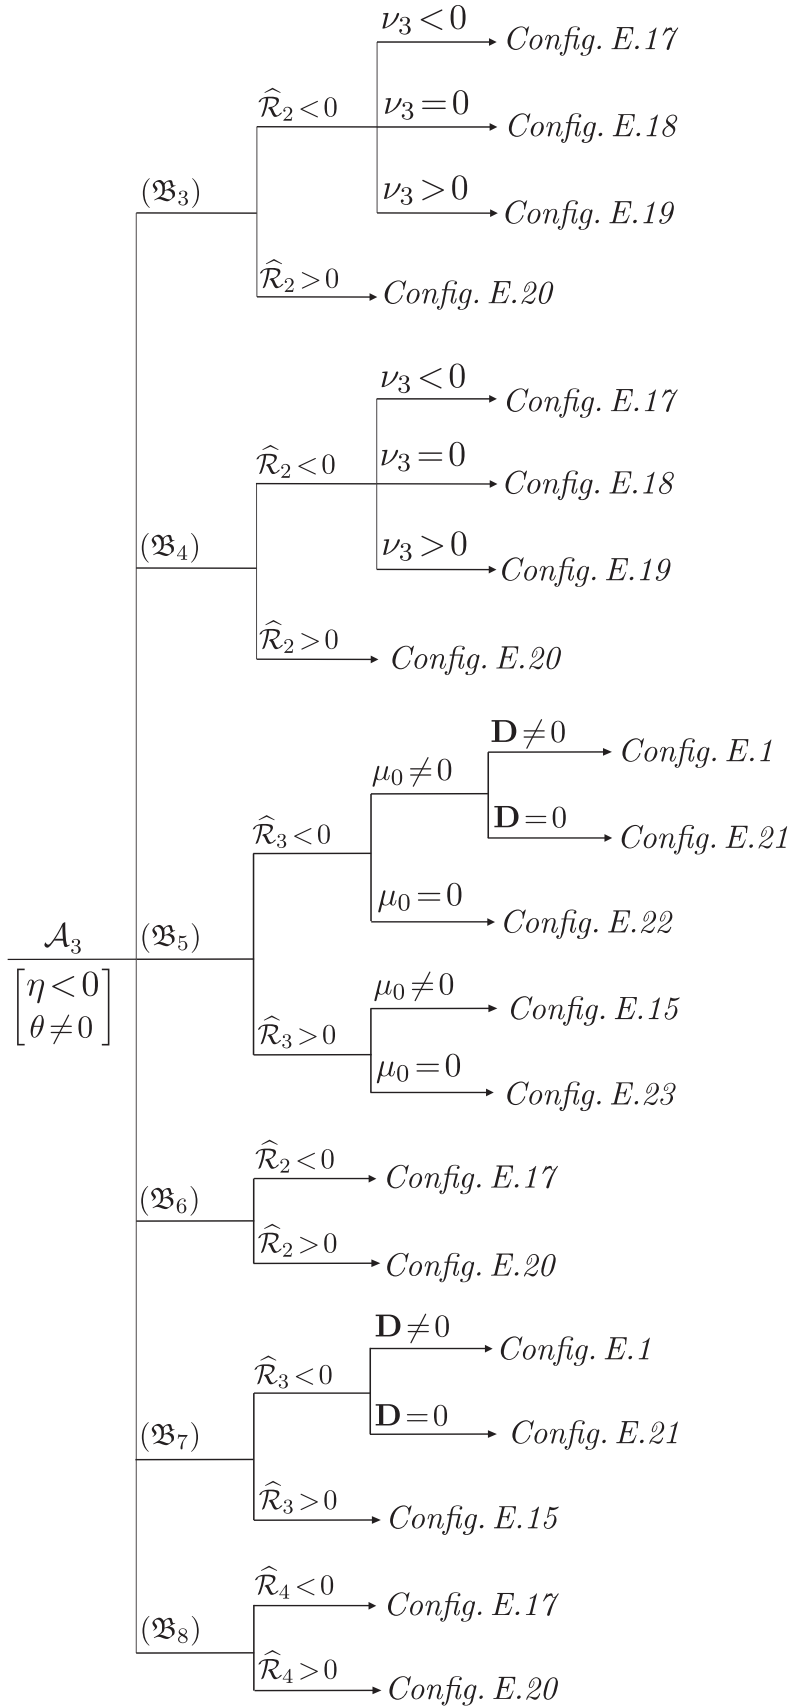 ν₃<0
Config. E.17
R̂₂<0
ν₃=0
Config. E.18
(𝔅₃)
ν₃>0
Config. E.19
R̂₂>0
Config. E.20
ν₃<0
Config. E.17
R̂₂<0
ν₃=0
Config. E.18
(𝔅₄)
ν₃>0
Config. E.19
R̂₂>0
Config. E.20
D≠0
Config. E.1
μ₀≠0
D=0
Config. E.21
R̂₃<0
μ₀=0
Config. E.22
𝒜₃
(𝔅₅)
[η<0
θ≠0]
μ₀≠0
Config. E.15
R̂₃>0
μ₀=0
Config. E.23
R̂₂<0
Config. E.17
(𝔅₆)
R̂₂>0
Config. E.20
D≠0
Config. E.1
R̂₃<0
D=0
Config. E.21
(𝔅₇)
R̂₃>0
Config. E.15
R̂₄<0
Config. E.17
(𝔅₈)
R̂₄>0
Config. E.20